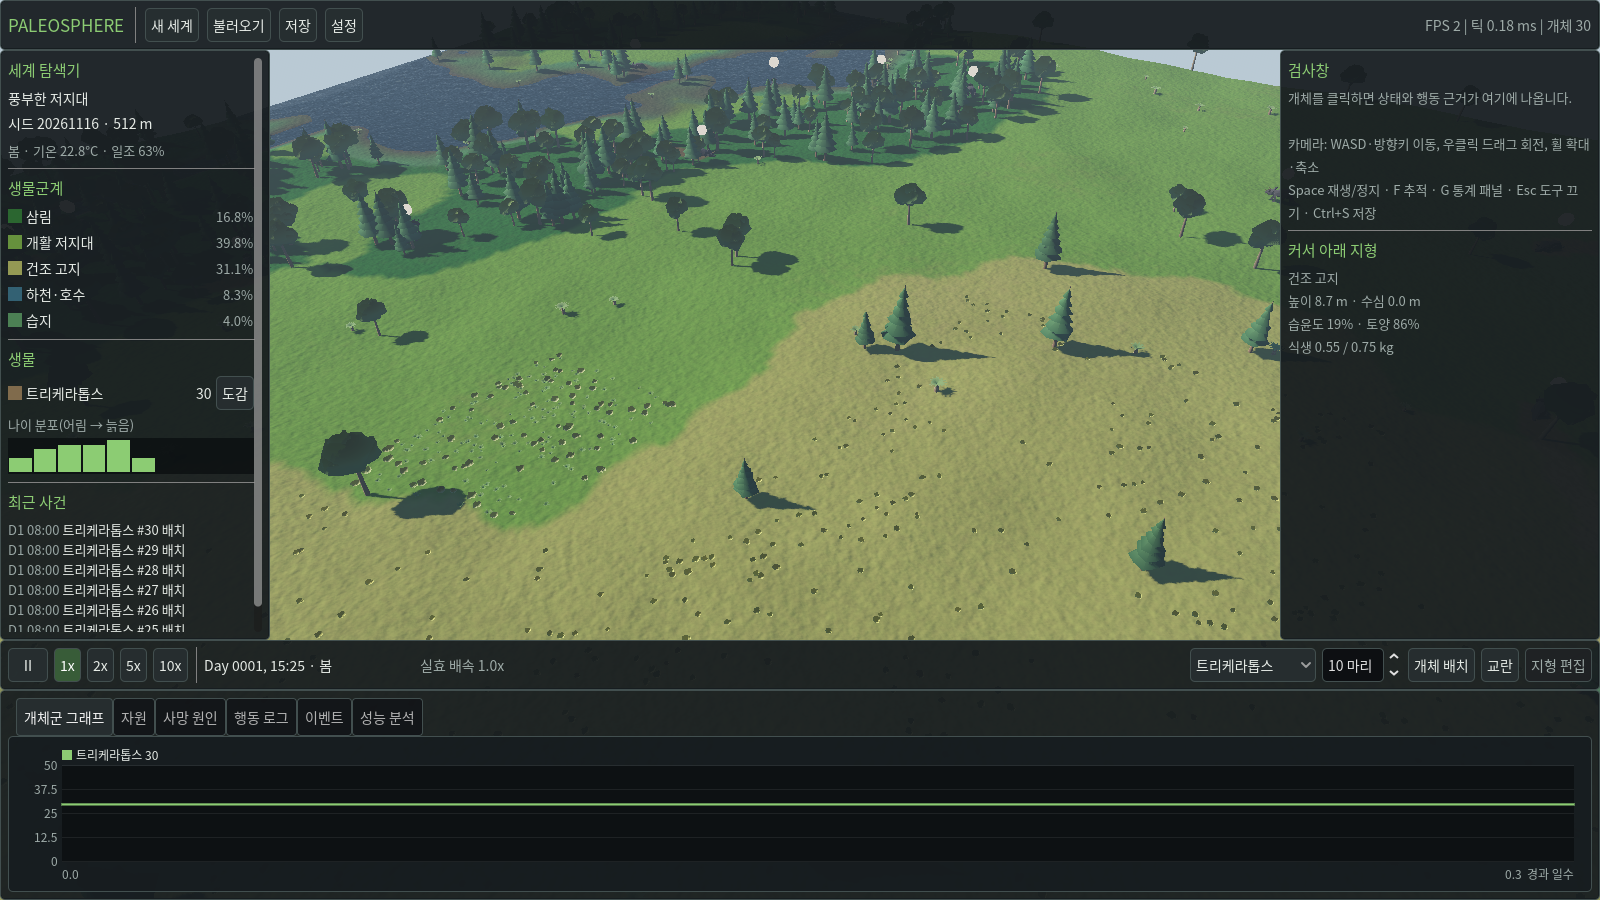 PALEOSPHERE 새 세계 불러오기 저장 설정 FPS 2 | 틱 0.18 ms | 개체 30
세계 탐색기
풍부한 저지대
시드 20261116 · 512 m
봄 · 기온 22.8°C · 일조 63%
생물군계
삼림 16.8%
개활 저지대 39.8%
건조 고지 31.1%
하천·호수 8.3%
습지 4.0%
생물
트리케라톱스 30 도감
나이 분포(어림 → 늙음)
최근 사건
D1 08:00 트리케라톱스 #30 배치
D1 08:00 트리케라톱스 #29 배치
D1 08:00 트리케라톱스 #28 배치
D1 08:00 트리케라톱스 #27 배치
D1 08:00 트리케라톱스 #26 배치
D1 08:00 트리케라톱스 #25 배치
검사창
개체를 클릭하면 상태와 행동 근거가 여기에 나옵니다.
카메라: WASD·방향키 이동, 우클릭 드래그 회전, 휠 확대
·축소
Space 재생/정지 · F 추적 · G 통계 패널 · Esc 도구 끄
기 · Ctrl+S 저장
커서 아래 지형
건조 고지
높이 8.7 m · 수심 0.0 m
습윤도 19% · 토양 86%
식생 0.55 / 0.75 kg
1x 2x 5x 10x Day 0001, 15:25 · 봄 실효 배속 1.0x 트리케라톱스 10 마리 개체 배치 교란 지형 편집
개체군 그래프 자원 사망 원인 행동 로그 이벤트 성능 분석
트리케라톱스 30
50
37.5
25
12.5
0
0.0 0.3 경과 일수